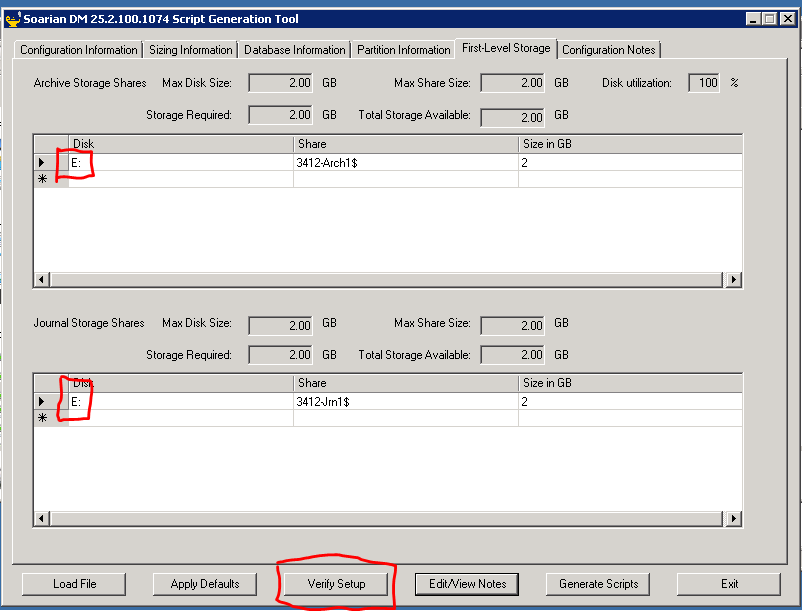 Soarian DM 25.2.100.1074 Script Generation Tool
Configuration Information Sizing Information Database Information Partition Information First-Level Storage Configuration Notes
Archive Storage Shares Max Disk Size: 2.00 GB Max Share Size: 2.00 GB Disk utilization: 100 %
Storage Required: 2.00 GB Total Storage Available: 2.00 GB
Disk Share Size in GB
E: 3412-Arch1$ 2
Journal Storage Shares Max Disk Size: 2.00 GB Max Share Size: 2.00 GB
Storage Required: 2.00 GB Total Storage Available: 2.00 GB
Disk Share Size in GB
E: 3412-Jrn1$ 2
Load File Apply Defaults Verify Setup Edit/View Notes Generate Scripts Exit